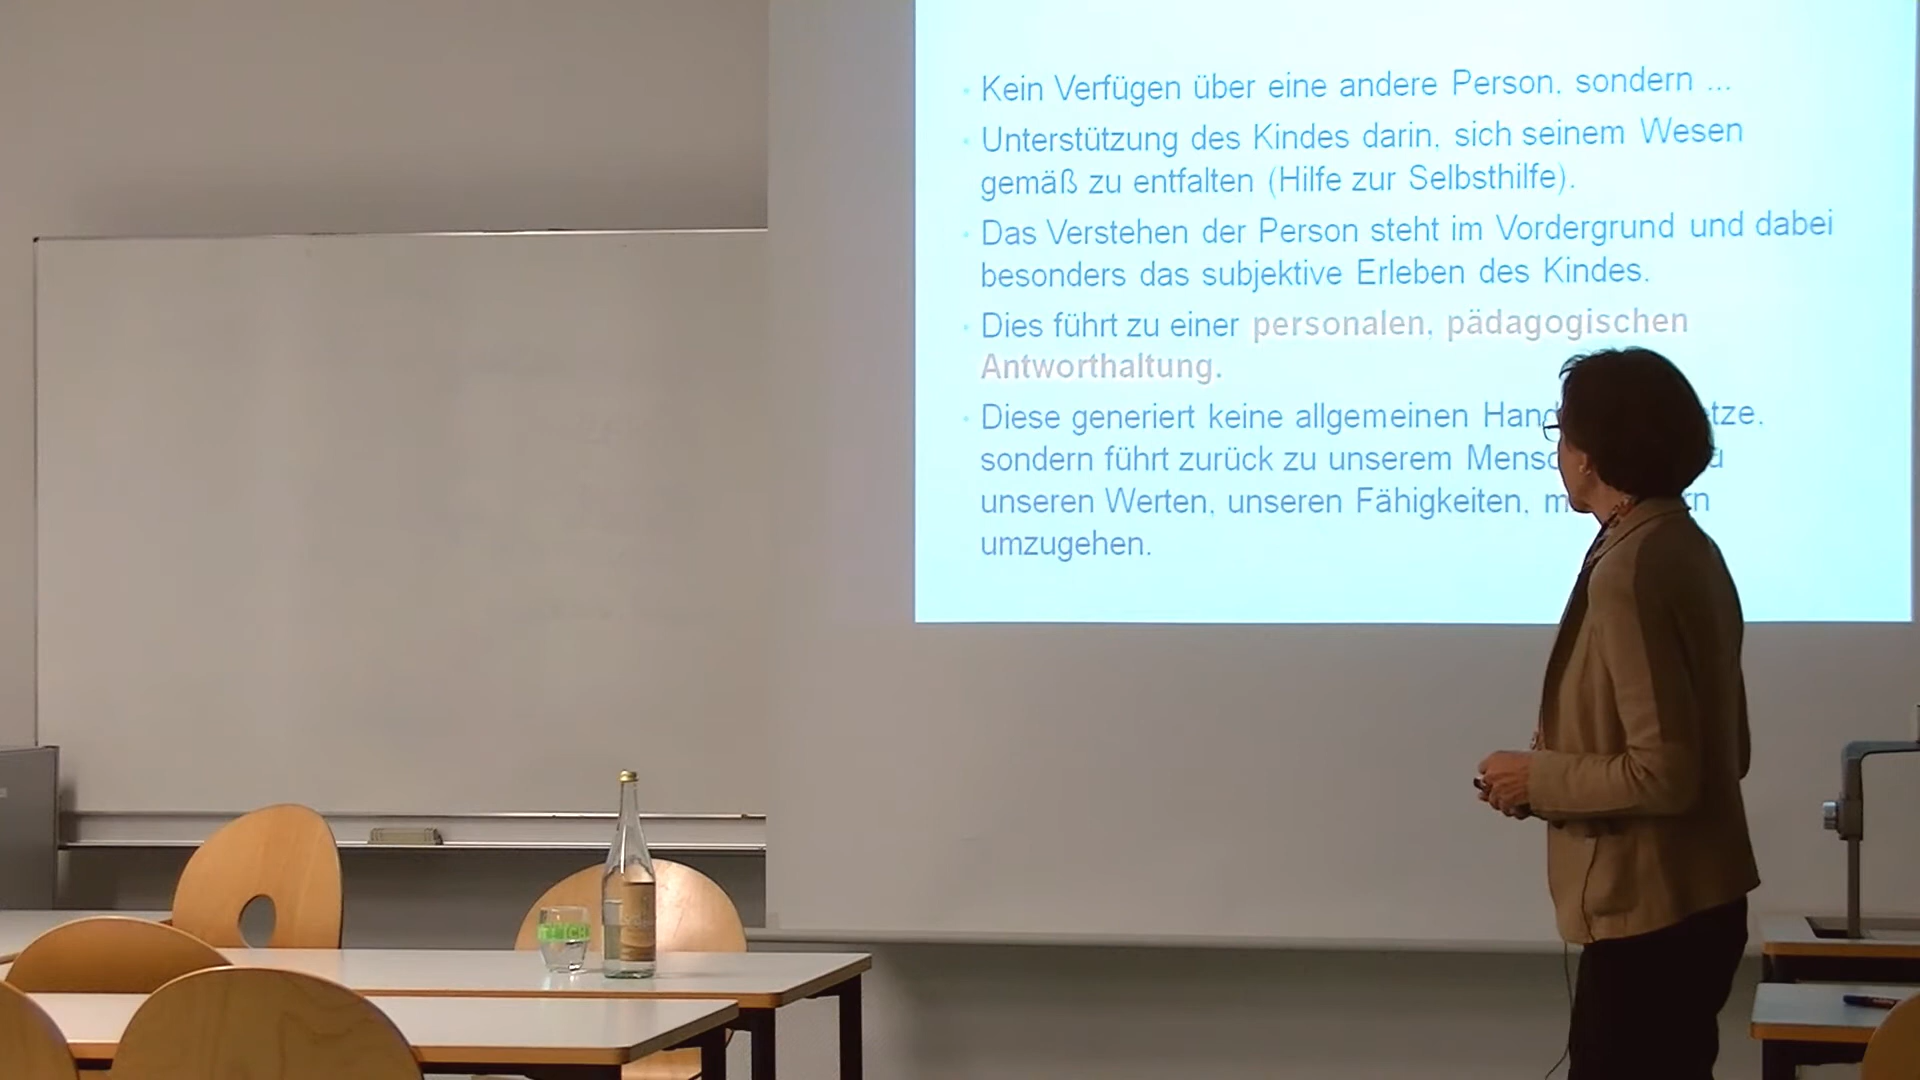 Kein Verfügen über eine andere Person, sondern ...
Unterstützung des Kindes darin, sich seinem Wesen
gemäß zu entfalten (Hilfe zur Selbsthilfe).
Das Verstehen der Person steht im Vordergrund und dabei
besonders das subjektive Erleben des Kindes.
Dies führt zu einer personalen, pädagogischen
Antworthaltung.
Diese generiert keine allgemeinen
sondern führt zurück zu unserem
unseren Werten, unseren Fähigkeiten,
umzugehen.